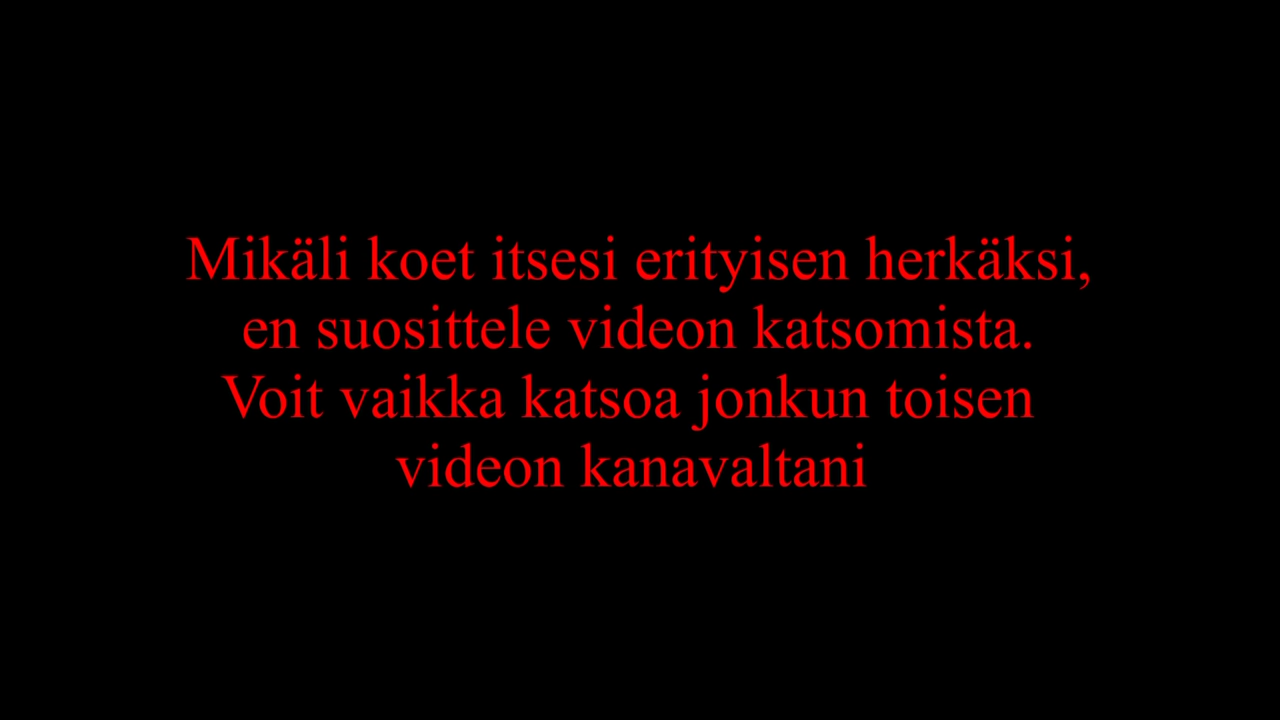 Mikäli koet itsesi erityisen herkäksi,
en suosittele videon katsomista.
Voit vaikka katsoa jonkun toisen
videon kanavaltani